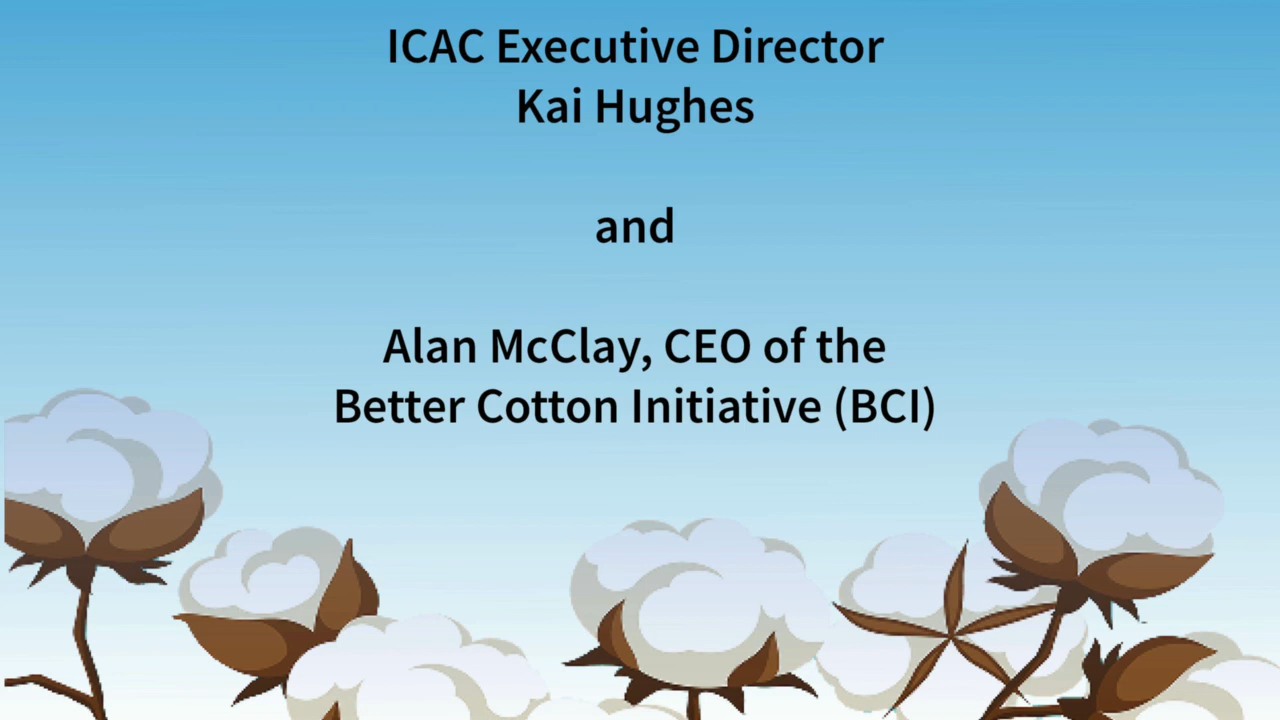 ICAC Executive Director
Kai Hughes
and
Alan McClay, CEO of the
Better Cotton Initiative (BCI)